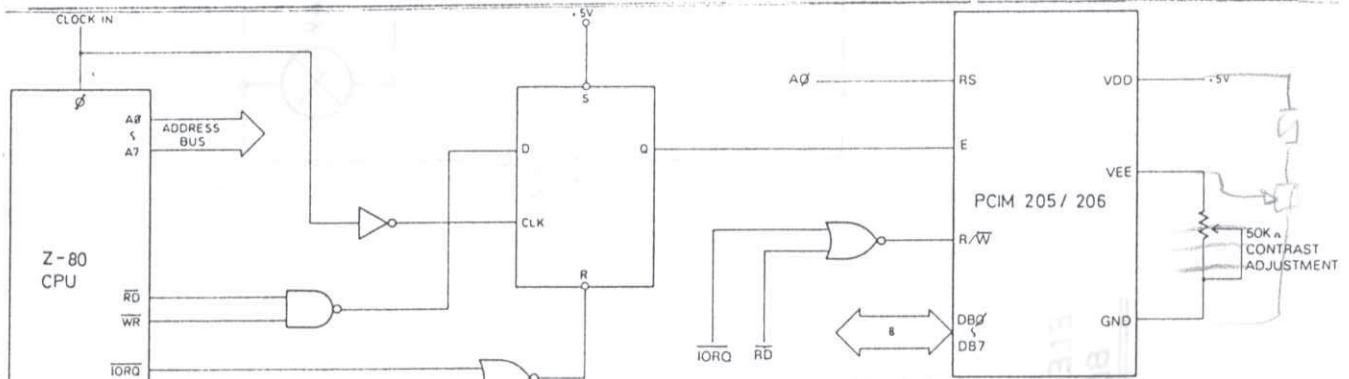 CLOCK IN
+5V
Ø
A0
⌇
A7
ADDRESS
BUS
S
D
Q
CLK
R
Z-80
CPU
RD
WR
IORQ
AØ
RS
VDD
+5V
E
VEE
PCIM 205/206
R/W
50KΩ
CONTRAST
ADJUSTMENT
8
DBØ
⌇
DB7
GND
IORQ
RD